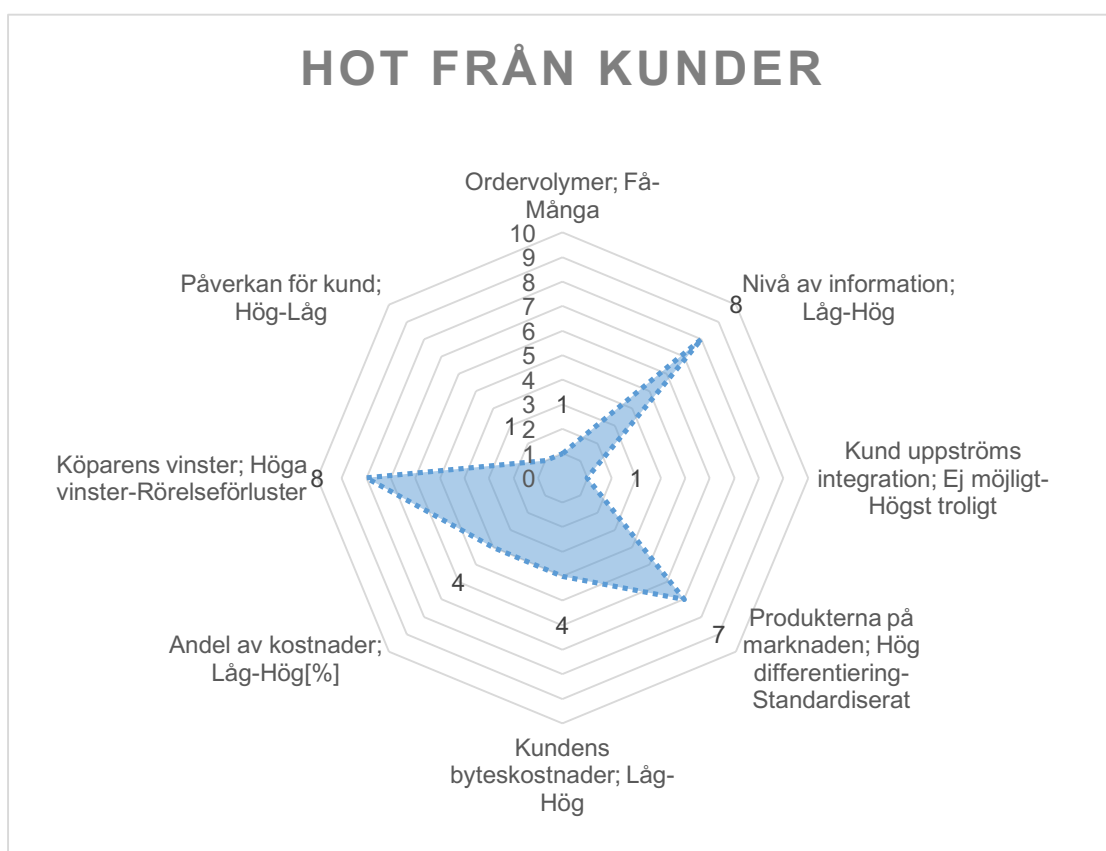 HOT FRÅN KUNDER
Ordervolymer; Få-
Många
10
9
8
7
6
5
4
3
2
1
0
1
Nivå av information;
Låg-Hög
8
Kund uppströms
integration; Ej möjligt-
Högst troligt
1
Produkterna på
marknaden; Hög
differentiering-
Standardiserat
7
Kundens
byteskostnader; Låg-
Hög
4
Andel av kostnader;
Låg-Hög[%]
4
Köparens vinster; Höga
vinster-Rörelseförluster
8
Påverkan för kund;
Hög-Låg
1